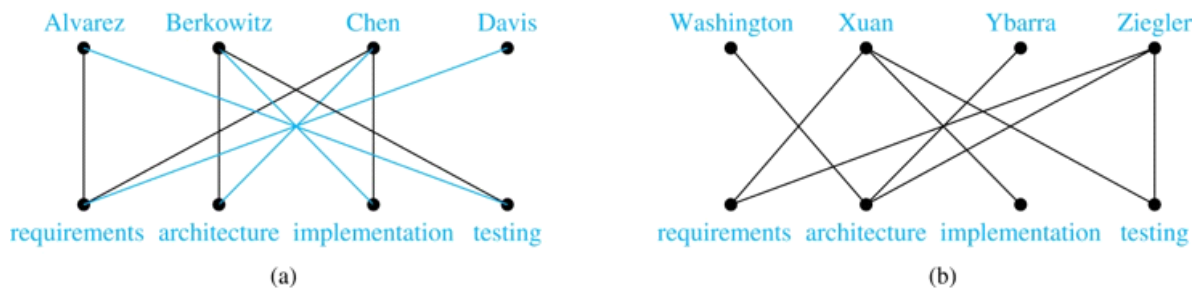 Alvarez Berkowitz Chen Davis
requirements architecture implementation testing
(a)
Washington Xuan Ybarra Ziegler
requirements architecture implementation testing
(b)